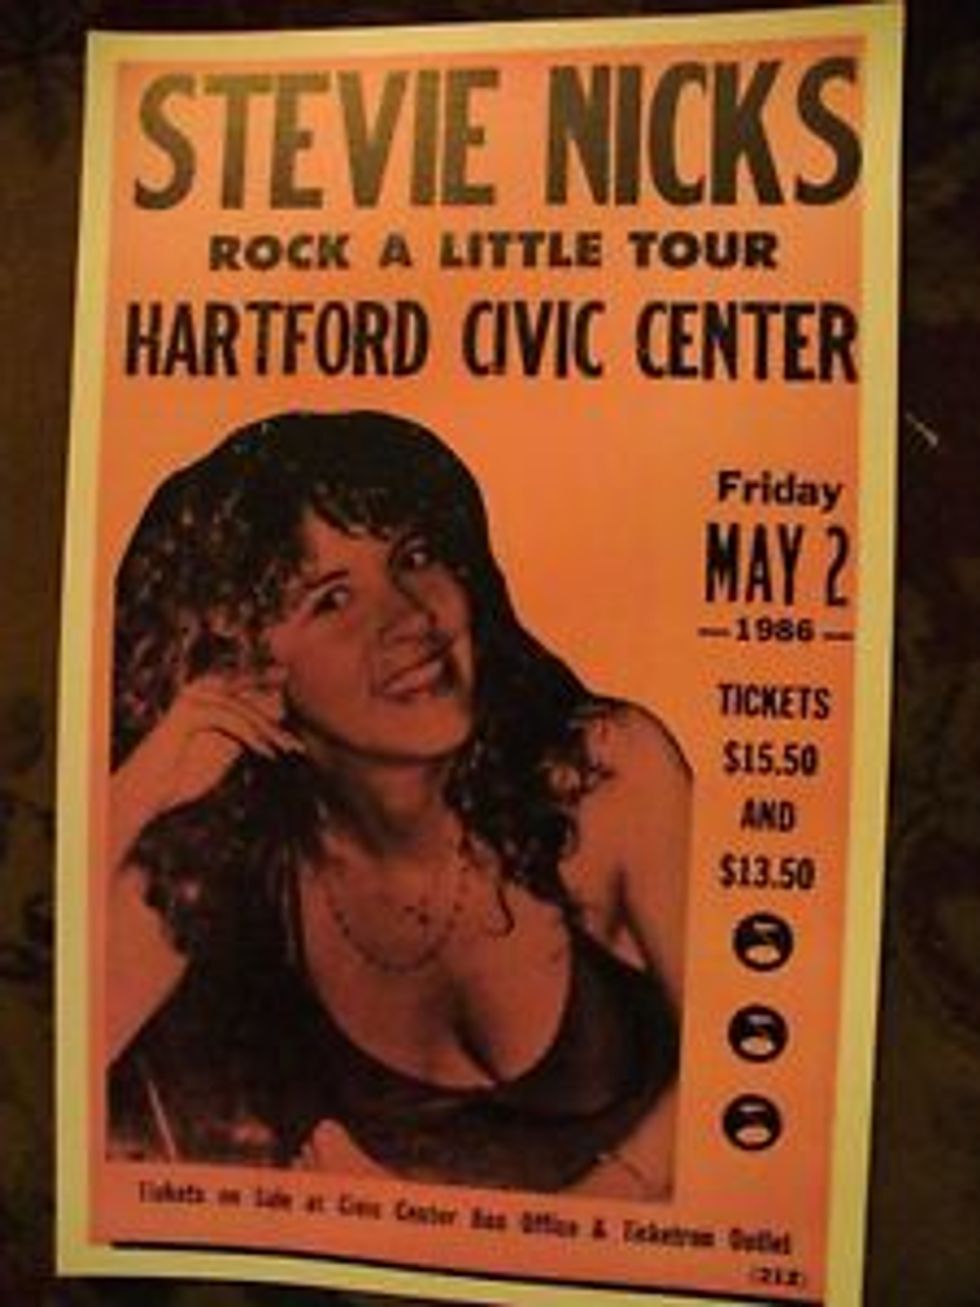 STEVIE NICKS
ROCK A LITTLE TOUR
HARTFORD CIVIC CENTER
Friday
MAY 2
—1986—
TICKETS
$15.50
AND
$13.50
Tickets on Sale at Civic Center Box Office & Ticketron Outlet
(212)